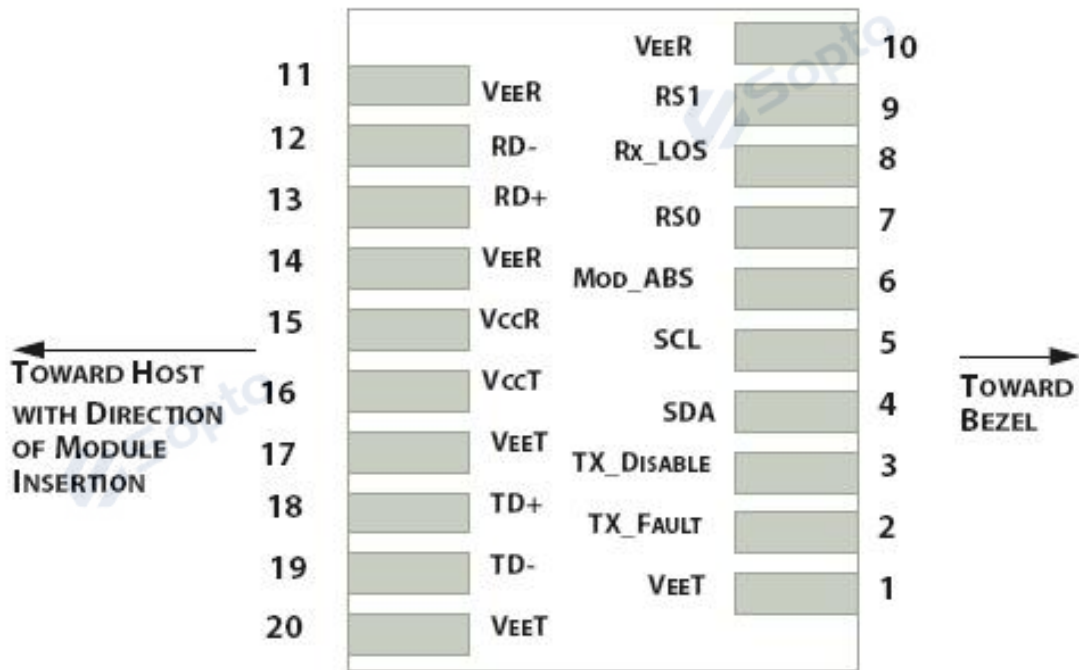 VEER 10
11 VEER
RS1 9
12 RD-
Rx_LOS 8
13 RD+
RS0 7
14 VEER
MOD_ABS 6
15 VCCR
SCL 5
TOWARD HOST
WITH DIRECTION
OF MODULE
INSERTION
16 VCCT
SDA 4
TOWARD
BEZEL
17 VEET
TX_DISABLE 3
18 TD+
TX_FAULT 2
19 TD-
VEET 1
20 VEET
Sopto
Sopto